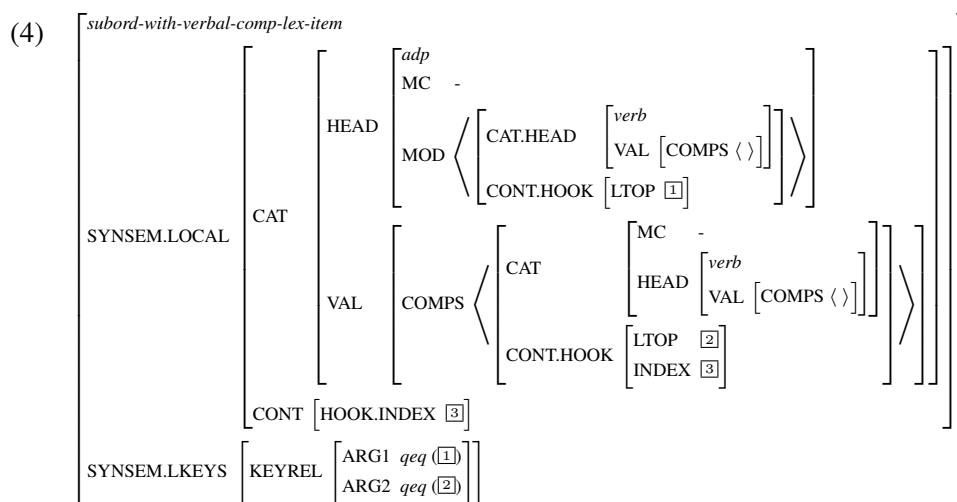 (4) subord-with-verbal-comp-lex-item
adp
MC -
HEAD
verb
CAT.HEAD
VAL [COMPS ⟨ ⟩]
MOD
CONT.HOOK [LTOP 1]
CAT
MC -
CAT
verb
HEAD
VAL [COMPS ⟨ ⟩]
SYNSEM.LOCAL
VAL [COMPS
LTOP 2
CONT.HOOK
INDEX 3
CONT [HOOK.INDEX 3]
ARG1 qeq (1)
SYNSEM.LKEYS [KEYREL
ARG2 qeq (2)